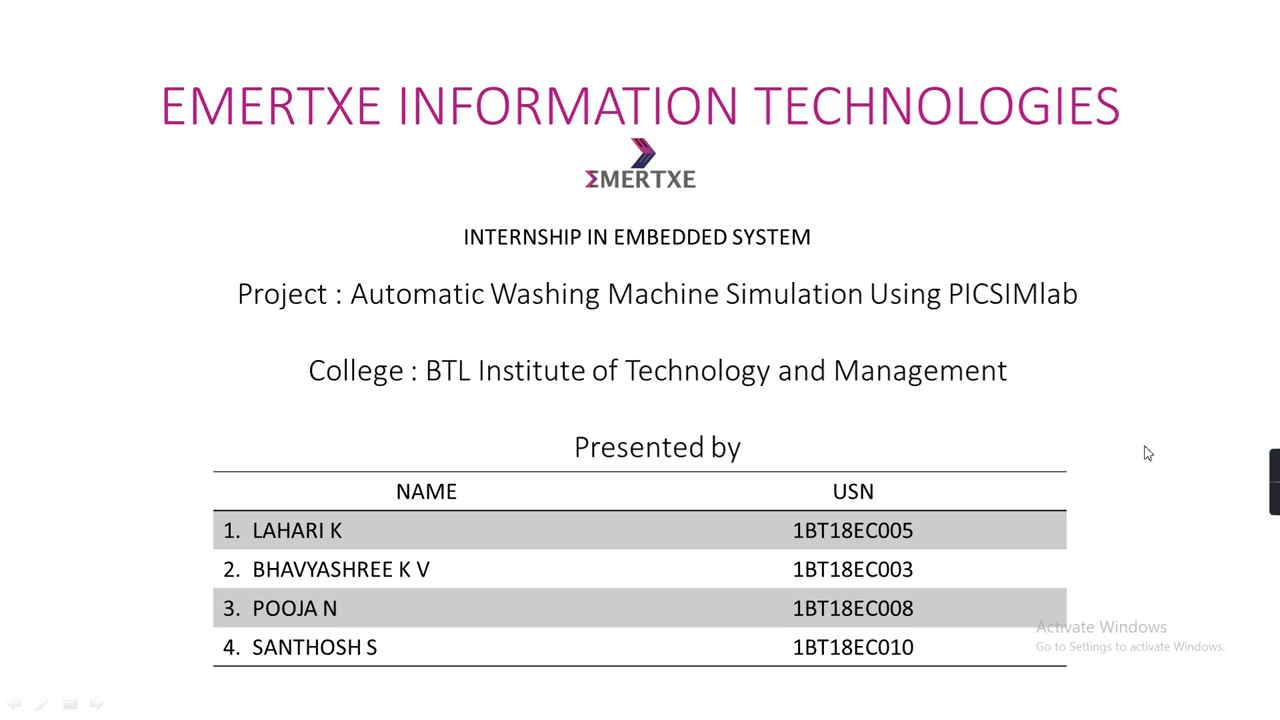 EMERTXE INFORMATION TECHNOLOGIES
ΣMERTXE
INTERNSHIP IN EMBEDDED SYSTEM
Project : Automatic Washing Machine Simulation Using PICSIMlab
College : BTL Institute of Technology and Management
Presented by
NAME USN
1. LAHARI K 1BT18EC005
2. BHAVYASHREE K V 1BT18EC003
3. POOJA N 1BT18EC008
4. SANTHOSH S 1BT18EC010
Activate Windows
Go to Settings to activate Windows.